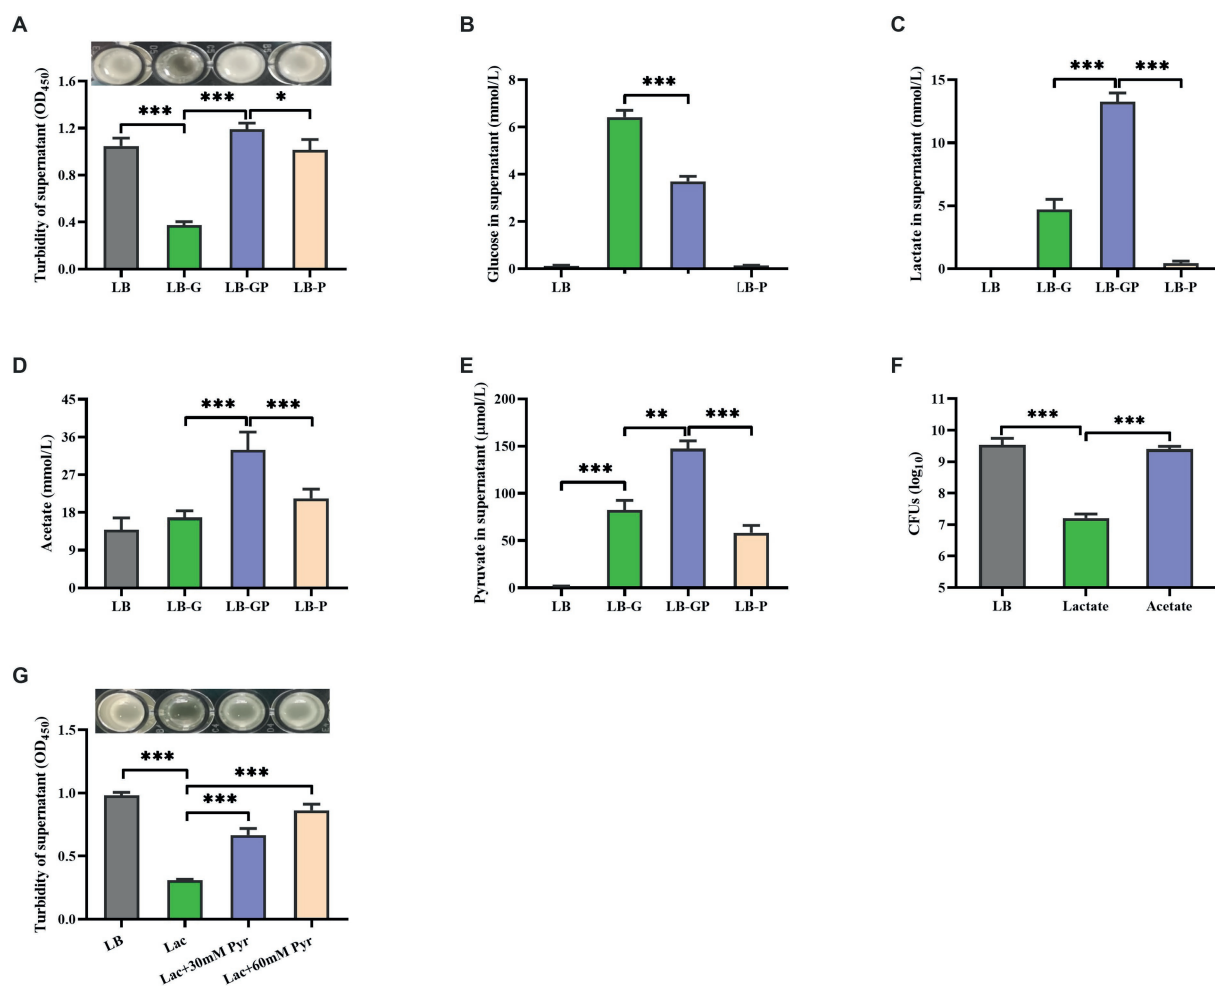 A
Turbidity of supernatant (OD450)
1.6
1.2
0.8
0.4
0.0
***
***
*
LB
LB-G
LB-GP
LB-P
B
Glucose in supernatant (mmol/L)
8
6
4
2
0
***
LB
LB-P
C
Lactate in supernatant (mmol/L)
15
10
5
0
***
***
LB
LB-G
LB-GP
LB-P
D
Acetate (mmol/L)
45
36
27
18
9
0
***
***
LB
LB-G
LB-GP
LB-P
E
Pyruvate in supernatant (μmol/L)
200
150
100
50
0
***
**
***
LB
LB-G
LB-GP
LB-P
F
CFUs (log10)
11
10
9
8
7
6
5
***
***
LB
Lactate
Acetate
G
Turbidity of supernatant (OD450)
1.5
1.0
0.5
0.0
***
***
***
LB
Lac
Lac+30mM Pyr
Lac+60mM Pyr